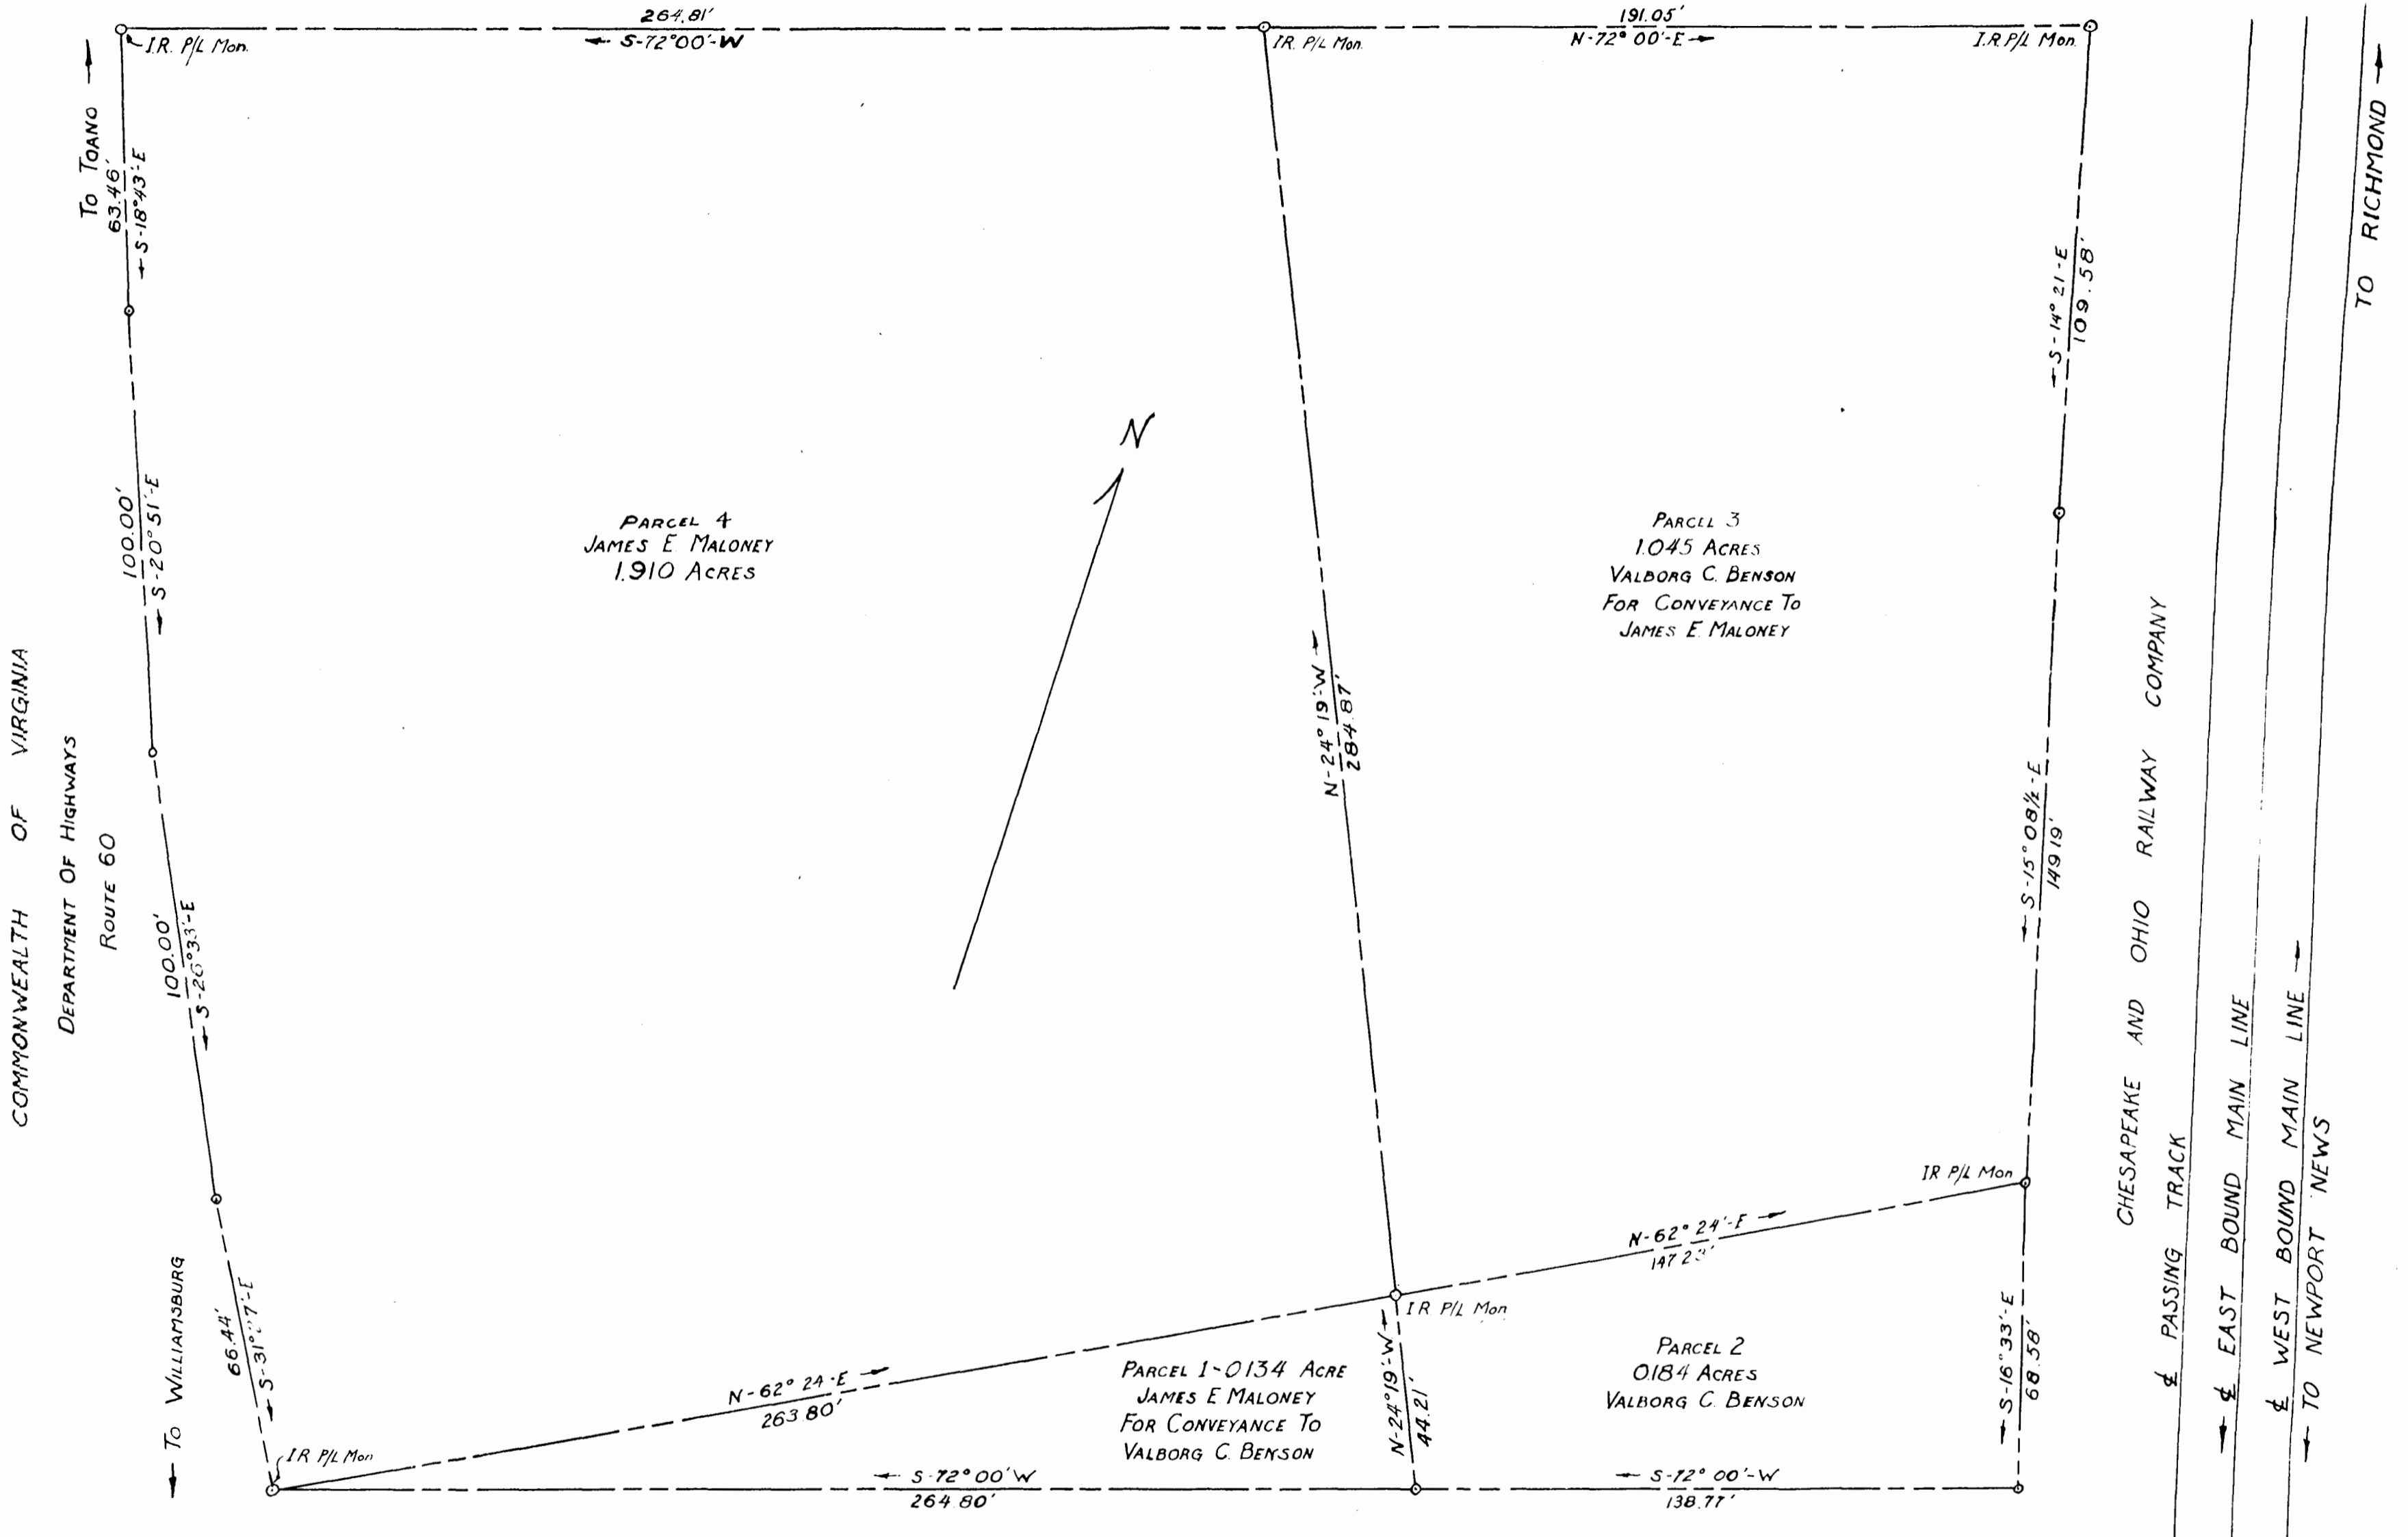 264.81'
← S-72°00'-W
191.05'
N-72°00'-E →
I.R. P/L Mon.
IR. P/L Mon.
I.R P/L Mon.
To TOANO →
63.46'
← S-18°43'-E
100.00'
← S-20°51'-E
100.00'
66.44'
← To WILLIAMSBURG
COMMONWEALTH OF VIRGINIA
DEPARTMENT OF HIGHWAYS
ROUTE 60
N
PARCEL 4
JAMES E. MALONEY
1.910 ACRES
N-24°19'-W →
284.87'
PARCEL 3
1.045 ACRES
VALBORG C. BENSON
FOR CONVEYANCE TO
JAMES E. MALONEY
← S-14°21-E
109.58'
← S-15°08½-E
149.19'
IR P/L Mon
N-62°24'-E →
147.23'
IR P/L Mon
N-62°24-E →
263.80'
PARCEL 1-0.134 ACRE
JAMES E. MALONEY
FOR CONVEYANCE TO
VALBORG C. BENSON
N-24°19'-W →
44.21'
PARCEL 2
0.184 ACRES
VALBORG C. BENSON
← S-16°33'-E
68.58'
IR P/L Mon
← S-72°00'W
264.80'
← S-72°00'-W
138.77'
CHESAPEAKE AND OHIO RAILWAY COMPANY
℄ PASSING TRACK
← ℄ EAST BOUND MAIN LINE
℄ WEST BOUND MAIN LINE →
← TO NEWPORT NEWS
TO RICHMOND →